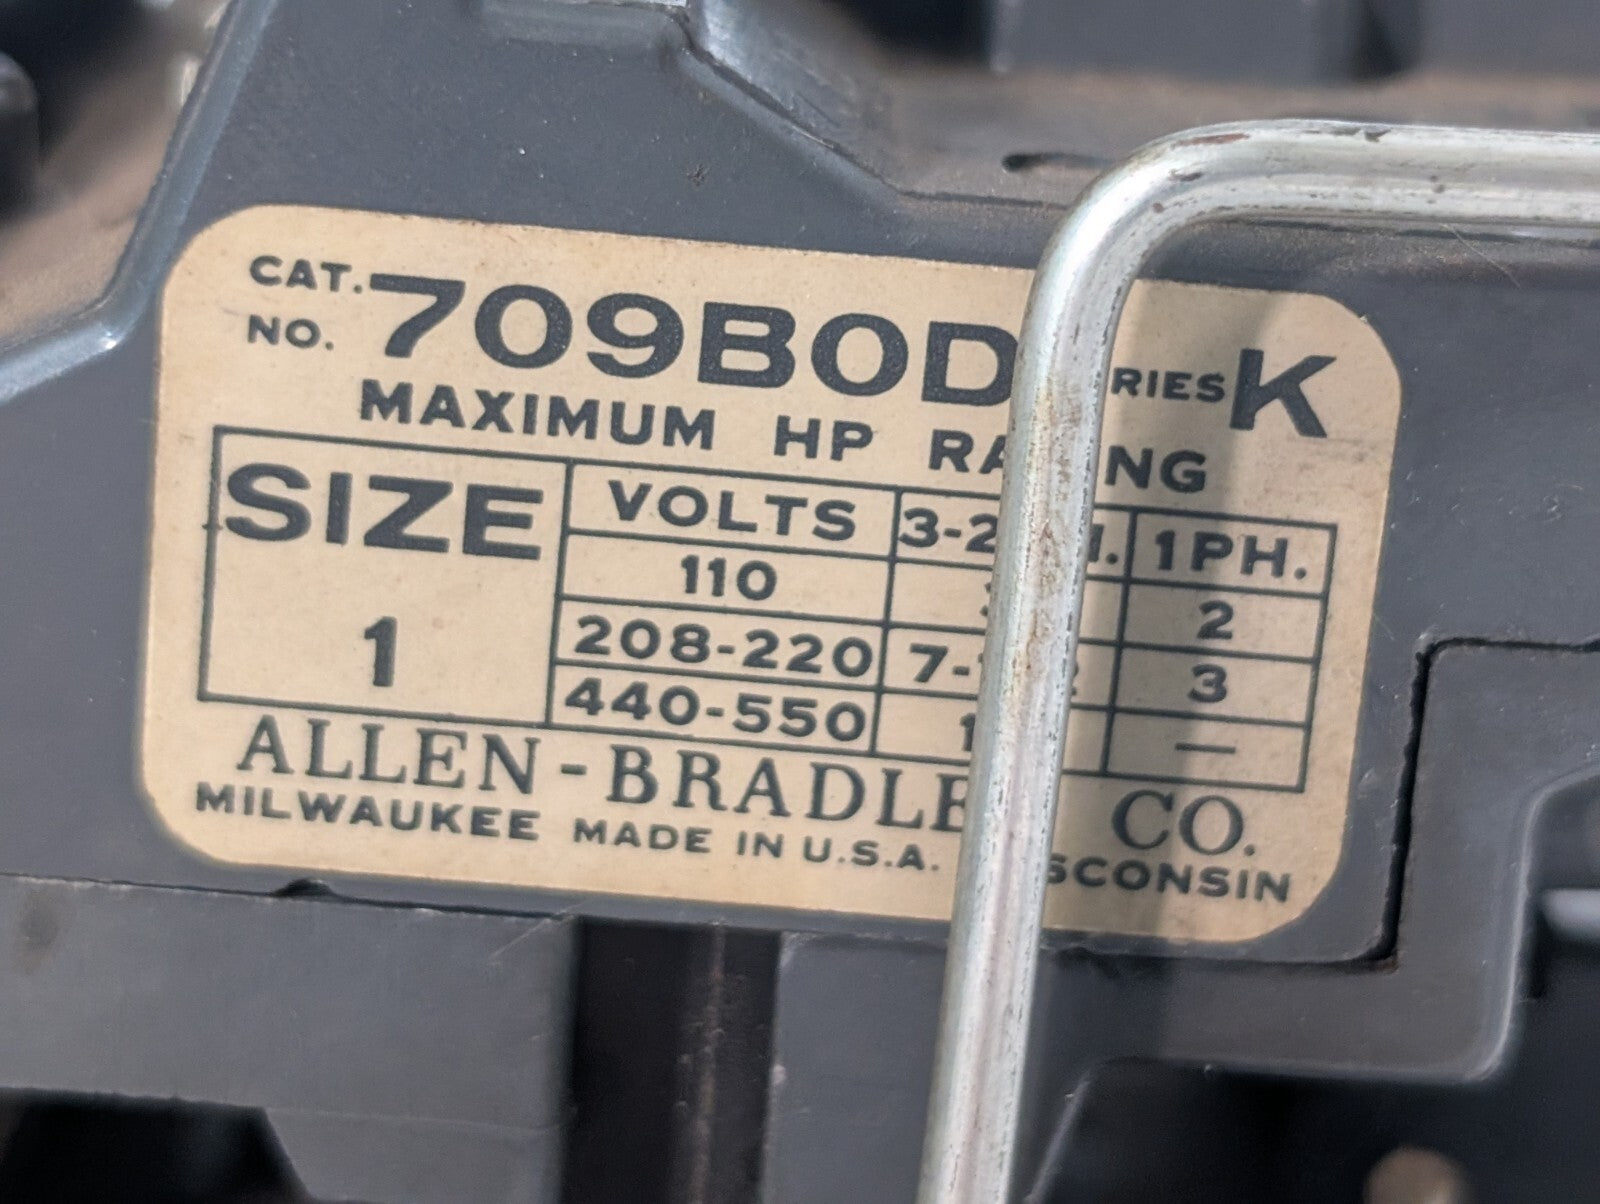 CAT. NO. 709BOD RIES K
MAXIMUM HP RA NG
SIZE VOLTS 3-2 H. 1PH.
110 2
1 208-220 7- 3
440-550 1 —
ALLEN-BRADLE CO.
MILWAUKEE MADE IN U.S.A. SCONSIN